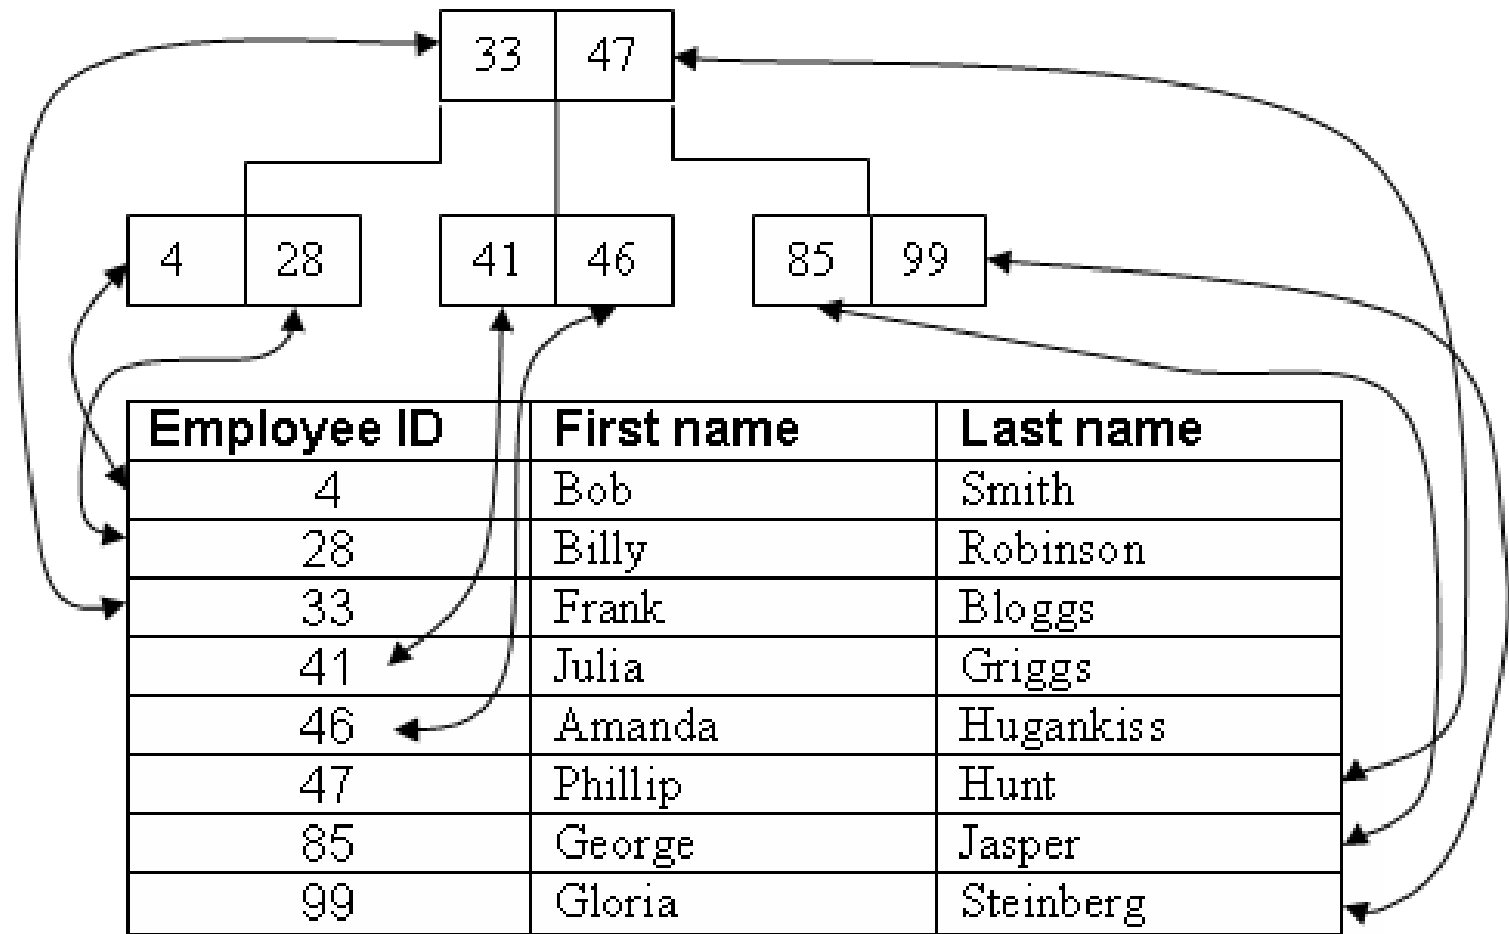 33 47
4 28 41 46 85 99
Employee ID First name Last name
4 Bob Smith
28 Billy Robinson
33 Frank Bloggs
41 Julia Griggs
46 Amanda Hugankiss
47 Phillip Hunt
85 George Jasper
99 Gloria Steinberg